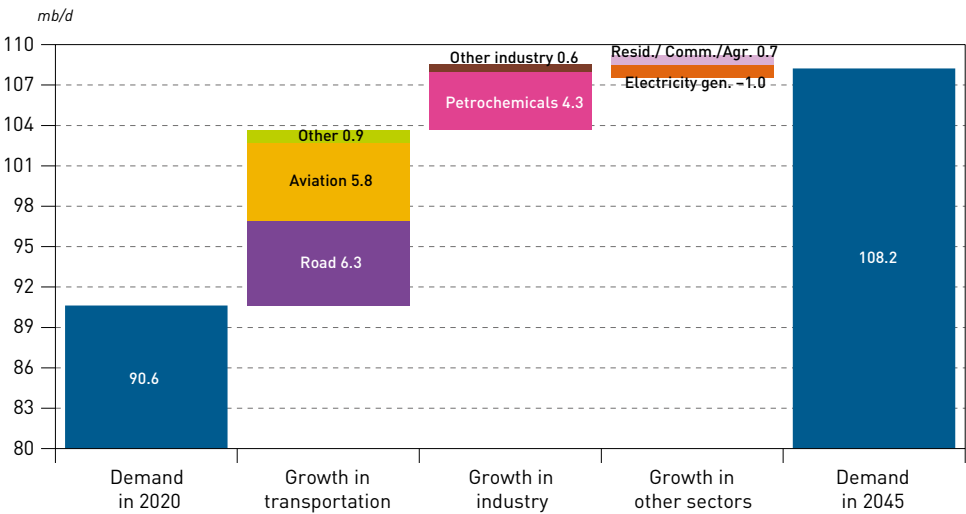 mb/d
110
107
104
101
98
95
92
89
86
83
80
90.6
Other 0.9
Aviation 5.8
Road 6.3
Other industry 0.6
Petrochemicals 4.3
Resid./ Comm./Agr. 0.7
Electricity gen. –1.0
108.2
Demand
in 2020
Growth in
transportation
Growth in
industry
Growth in
other sectors
Demand
in 2045